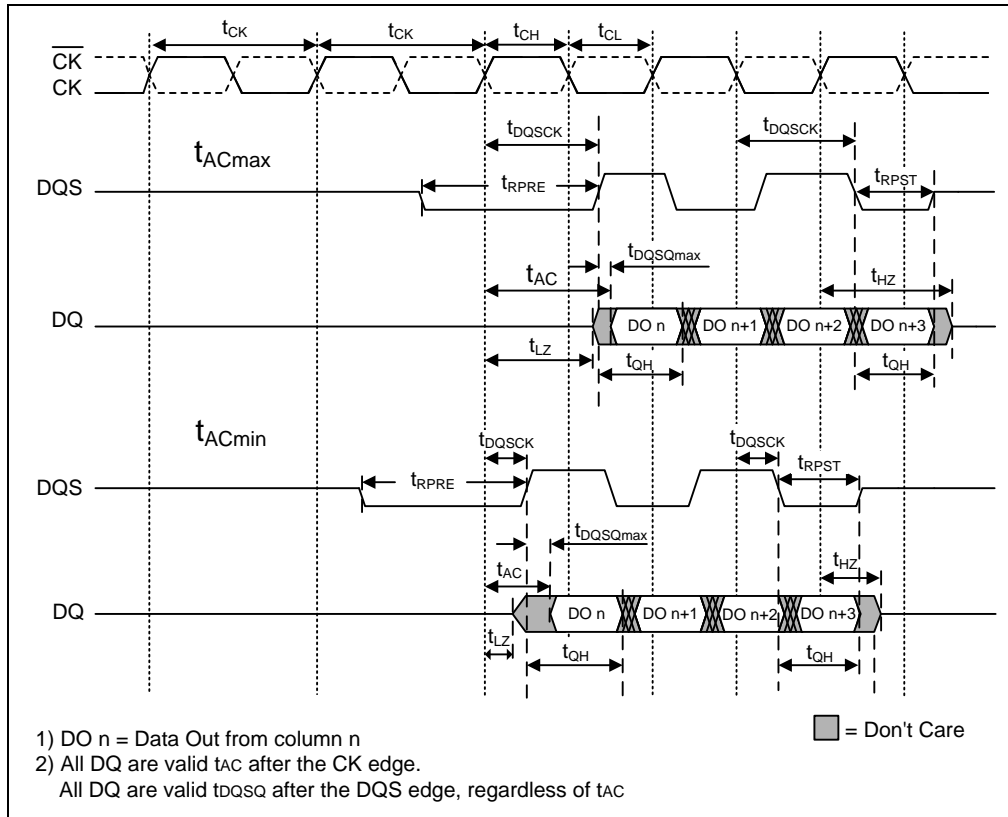 tCK tCK tCH tCL
CK
CK
tDQSCK tDQSCK
tACmax
DQS tRPRE tRPST
tDQSQmax
tAC tHZ
DQ DO n DO n+1 DO n+2 DO n+3
tLZ tQH tQH
tACmin
tDQSCK tDQSCK
DQS tRPRE tRPST
tDQSQmax
tAC tHZ
DQ DO n DO n+1 DO n+2 DO n+3
tLZ tQH tQH
1) DO n = Data Out from column n
= Don't Care
2) All DQ are valid tAC after the CK edge.
All DQ are valid tDQSQ after the DQS edge, regardless of tAC